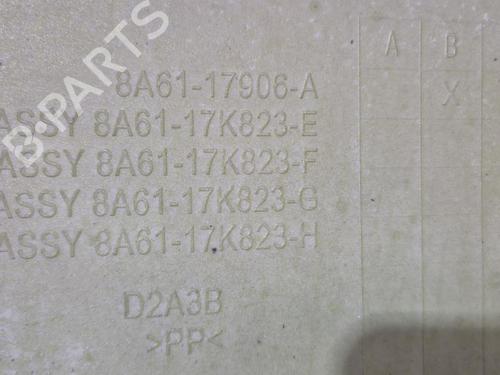 A B
8A61-17906-A
X
ASSY 8A61-17K823-E
ASSY 8A61-17K823-F
ASSY 8A61-17K823-G
ASSY 8A61-17K823-H
D2A3B
>PP<
B-PARTS